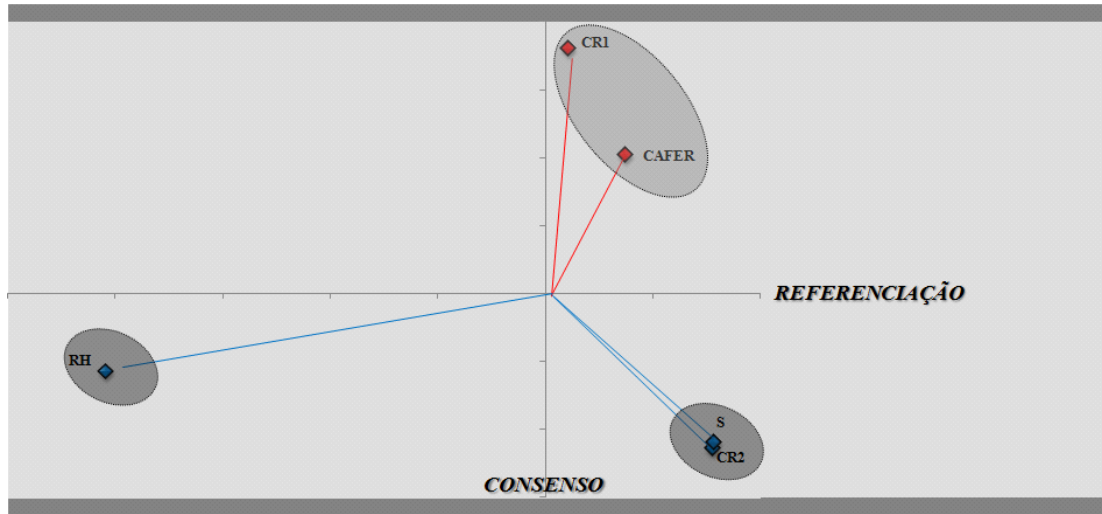 CR1
CAFER
REFERENCIAÇÃO
RH
S
CR2
CONSENSO